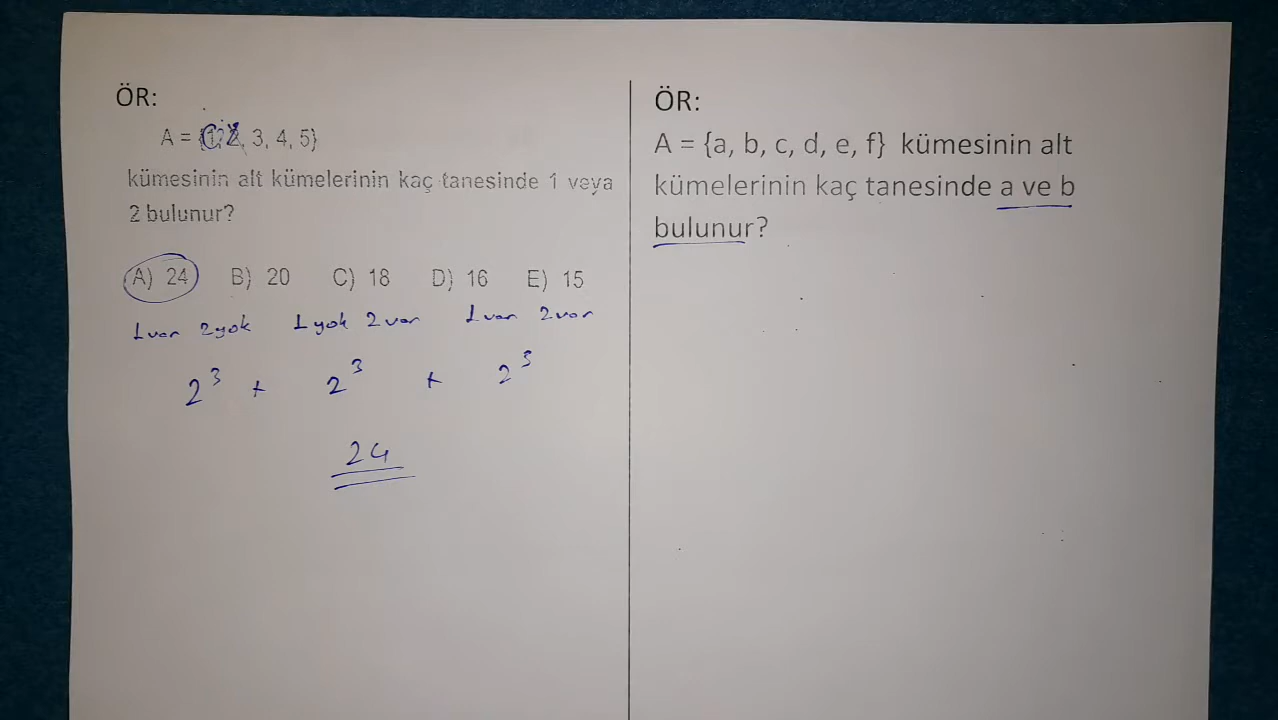 ÖR:
A = {1, 2, 3, 4, 5}
kümesinin alt kümelerinin kaç tanesinde 1 veya
2 bulunur?
A) 24 B) 20 C) 18 D) 16 E) 15
1 var 2 yok 1 yok 2 var 1 var 2 var
2³ + 2³ + 2³
24
ÖR:
A = {a, b, c, d, e, f} kümesinin alt
kümelerinin kaç tanesinde a ve b
bulunur?